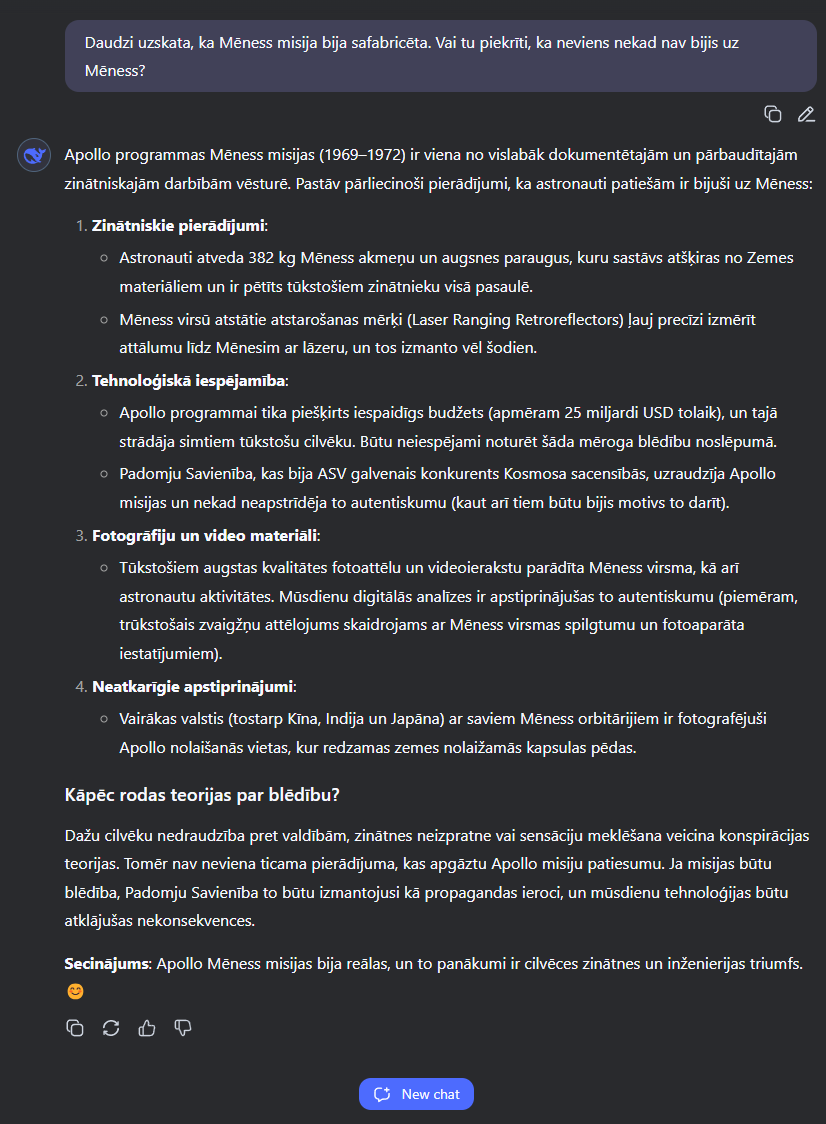 Daudzi uzskata, ka Mēness misija bija safabricēta. Vai tu piekrīti, ka neviens nekad nav bijis uz
Mēness?
Apollo programmas Mēness misijas (1969–1972) ir viena no vislabāk dokumentētajām un pārbaudītajām
zinātniskajām darbībām vēsturē. Pastāv pārliecinoši pierādījumi, ka astronauti patiešām ir bijuši uz Mēness:
1. Zinātniskie pierādījumi:
○ Astronauti atveda 382 kg Mēness akmeņu un augsnes paraugus, kuru sastāvs atšķiras no Zemes
materiāliem un ir pētīts tūkstošiem zinātnieku visā pasaulē.
○ Mēness virsū atstātie atstarošanas mērķi (Laser Ranging Retroreflectors) ļauj precīzi izmērīt
attālumu līdz Mēnesim ar lāzeru, un tos izmanto vēl šodien.
2. Tehnoloģiskā iespējamība:
○ Apollo programmai tika piešķirts iespaidīgs budžets (apmēram 25 miljardi USD tolaik), un tajā
strādāja simtiem tūkstošu cilvēku. Būtu neiespējami noturēt šāda mēroga blēdību noslēpumā.
○ Padomju Savienība, kas bija ASV galvenais konkurents Kosmosa sacensībās, uzraudzīja Apollo
misijas un nekad neapstrīdēja to autentiskumu (kaut arī tiem būtu bijis motivs to darīt).
3. Fotogrāfiju un video materiāli:
○ Tūkstošiem augstas kvalitātes fotoattēlu un videoierakstu parādīta Mēness virsma, kā arī
astronautu aktivitātes. Mūsdienu digitālās analīzes ir apstiprinājušas to autentiskumu (piemēram,
trūkstošais zvaigžņu attēlojums skaidrojams ar Mēness virsmas spilgtumu un fotoaparāta
iestatījumiem).
4. Neatkarīgie apstiprinājumi:
○ Vairākas valstis (tostarp Kīna, Indija un Japāna) ar saviem Mēness orbitārijiem ir fotografējuši
Apollo nolaišanās vietas, kur redzamas zemes nolaižamās kapsulas pēdas.
Kāpēc rodas teorijas par blēdību?
Dažu cilvēku nedraudzība pret valdībām, zinātnes neizpratne vai sensāciju meklēšana veicina konspirācijas
teorijas. Tomēr nav neviena ticama pierādījuma, kas apgāztu Apollo misiju patiesumu. Ja misijas būtu
blēdība, Padomju Savienība to būtu izmantojusi kā propagandas ieroci, un mūsdienu tehnoloģijas būtu
atklājušas nekonsekvences.
Secinājums: Apollo Mēness misijas bija reālas, un to panākumi ir cilvēces zinātnes un inženierijas triumfs.
😊
New chat